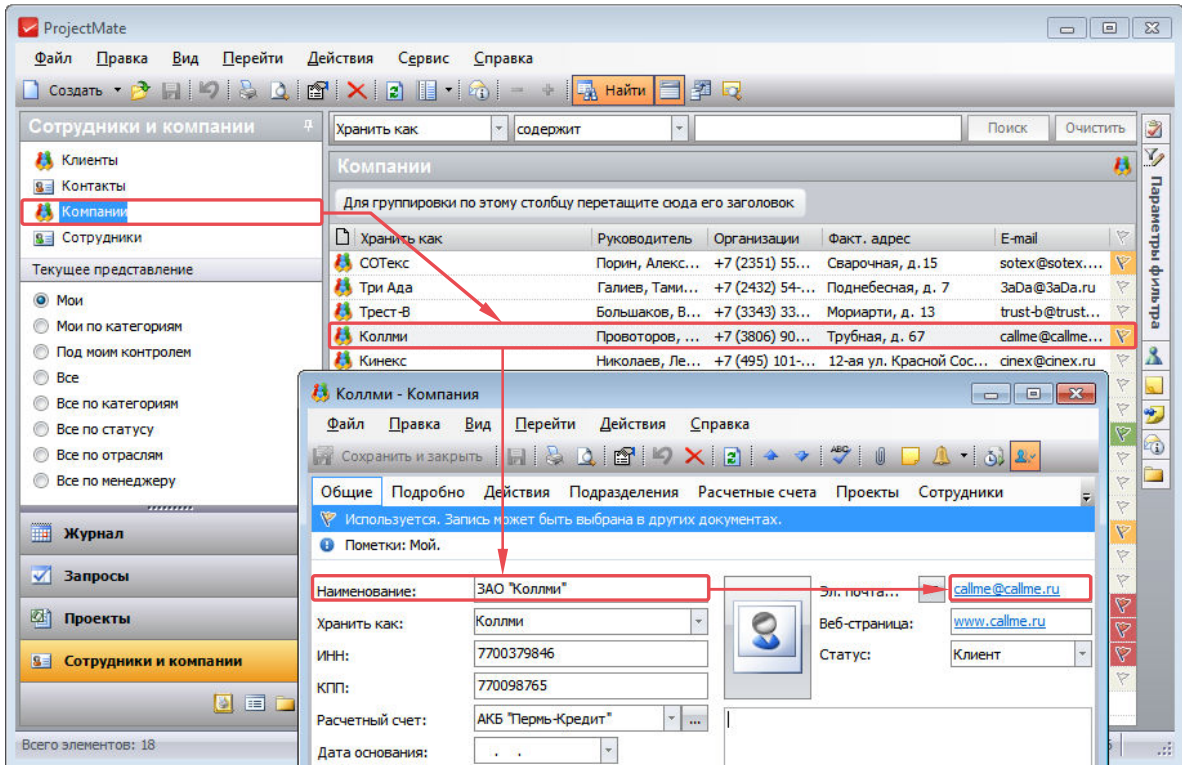 ProjectMate
Файл Правка Вид Перейти Действия Сервис Справка
Создать Найти
Сотрудники и компании
Клиенты
Контакты
Компании
Сотрудники
Текущее представление
Мои
Мои по категориям
Под моим контролем
Все
Все по категориям
Все по статусу
Все по отраслям
Все по менеджеру
Журнал
Запросы
Проекты
Сотрудники и компании
Всего элементов: 18
Хранить как содержит Поиск Очистить
Компании
Для группировки по этому столбцу перетащите сюда его заголовок
Хранить как Руководитель Организации Факт. адрес E-mail
СОТекс Порин, Алекс... +7 (2351) 55... Сварочная, д.15 sotex@sotex....
Три Ада Галиев, Тами... +7 (2432) 54-... Поднебесная, д. 7 3aDa@3aDa.ru
Трест-В Большаков, В... +7 (3343) 33... Мориарти, д. 13 trust-b@trust...
Коллми Провоторов, ... +7 (3806) 90... Трубная, д. 67 callme@callme...
Кинекс Николаев, Ле... +7 (495) 101-... 12-ая ул. Красной Сос... cinex@cinex.ru
Параметры фильтра
Коллми - Компания
Файл Правка Вид Перейти Действия Справка
Сохранить и закрыть
Общие Подробно Действия Подразделения Расчетные счета Проекты Сотрудники
Используется. Запись может быть выбрана в других документах.
Пометки: Мой.
Наименование: ЗАО "Коллми"
Хранить как: Коллми
ИНН: 7700379846
КПП: 770098765
Расчетный счет: АКБ "Пермь-Кредит" ...
Дата основания: . .
Эл. почта... callme@callme.ru
Веб-страница: www.callme.ru
Статус: Клиент